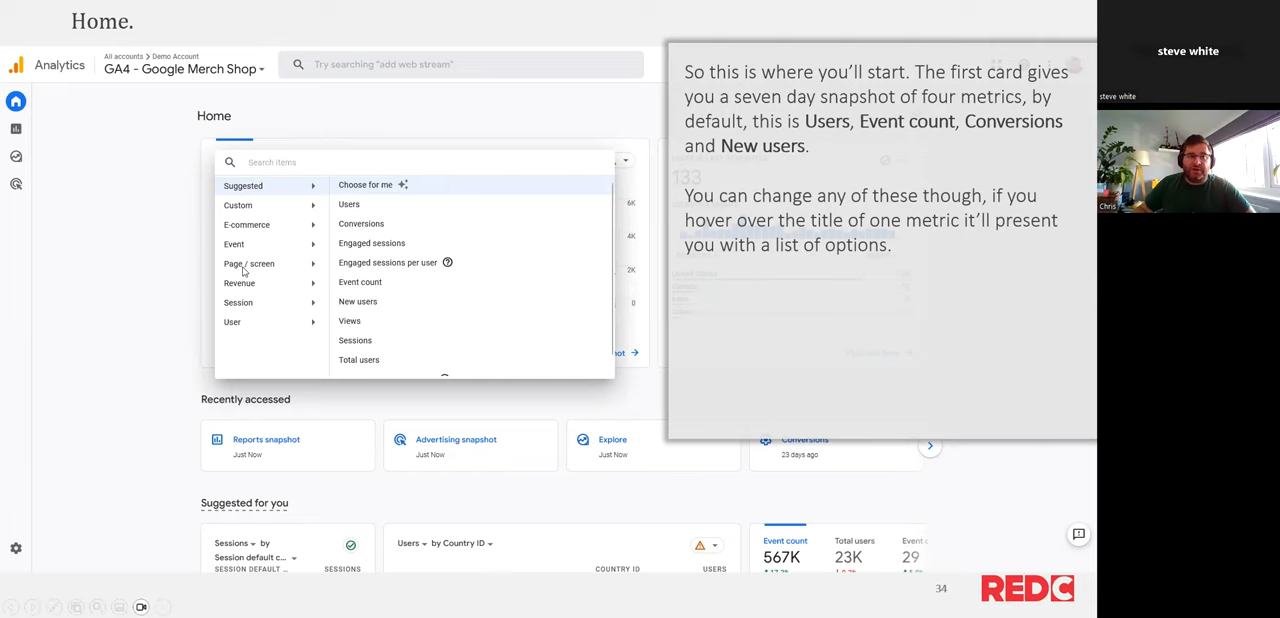 Home.
Analytics
All accounts > Demo Account
GA4 - Google Merch Shop
Try searching "add web stream"
So this is where you'll start. The first card gives
you a seven day snapshot of four metrics, by
default, this is Users, Event count, Conversions
and New users.
You can change any of these though, if you
hover over the title of one metric it'll present
you with a list of options.
steve white
steve white
Chris
Home
Search items
Suggested
Custom
E-commerce
Event
Page / screen
Revenue
Session
User
Choose for me
Users
Conversions
Engaged sessions
Engaged sessions per user
Event count
New users
Views
Sessions
Total users
6K
4K
2K
0
133
Recently accessed
Reports snapshot
Just Now
Advertising snapshot
Just Now
Explore
Just Now
Conversions
23 days ago
Suggested for you
Sessions by
Session default c...
SESSION DEFAULT ...
SESSIONS
Users by Country ID
COUNTRY ID
USERS
Event count
567K
Total users
23K
29
34
RED C